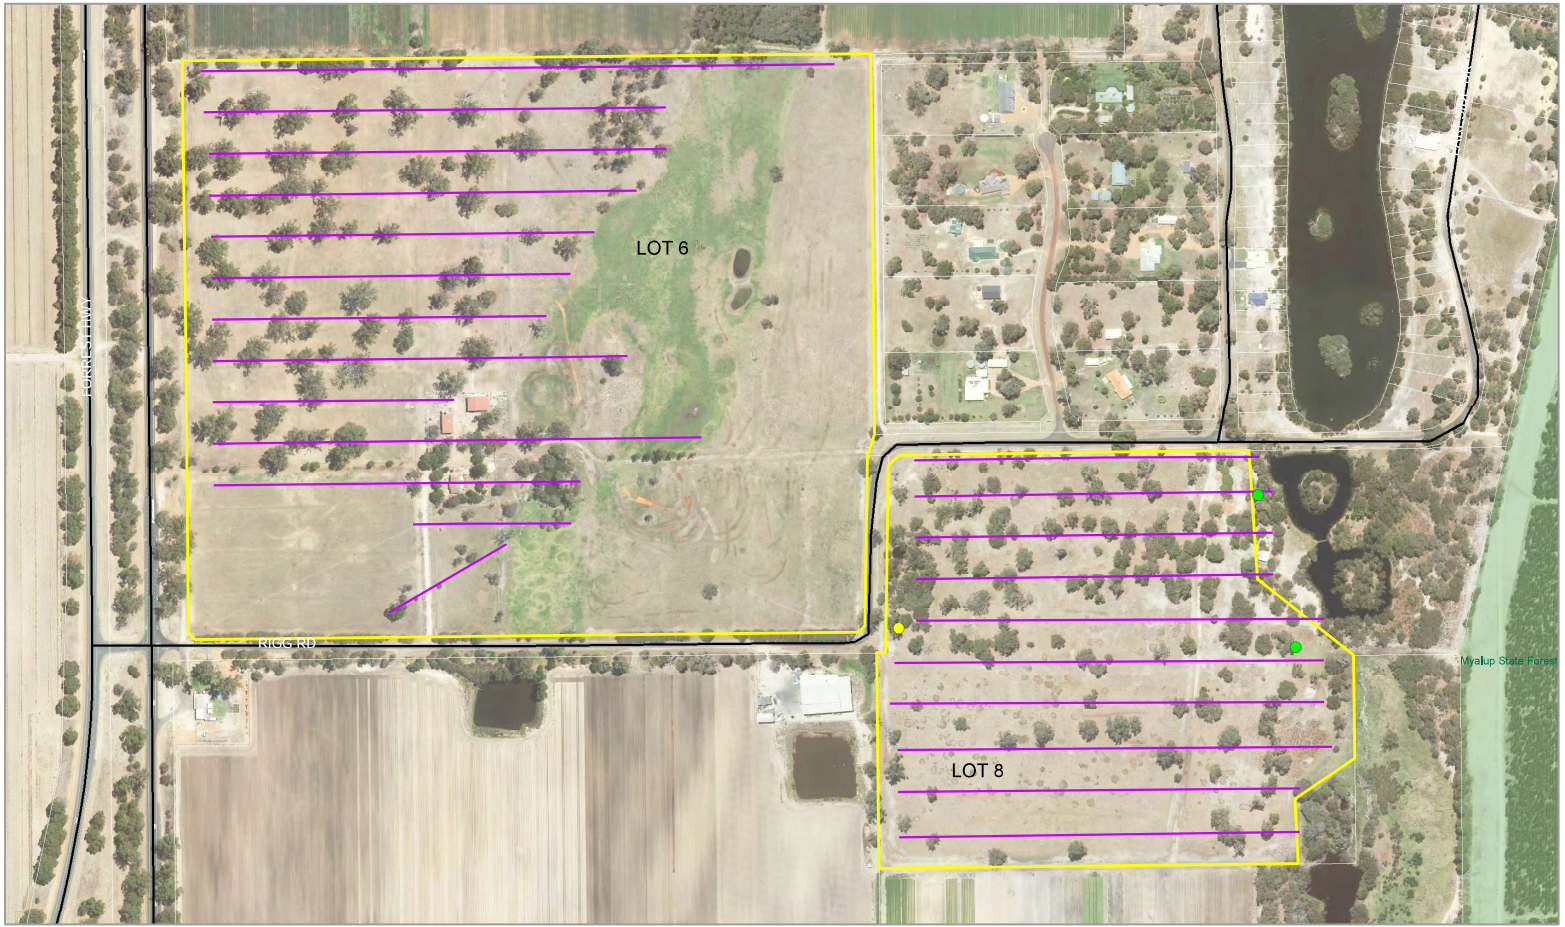 FORREST HWY
LOT 6
RIGG RD
LOT 8
Myalup State Forest